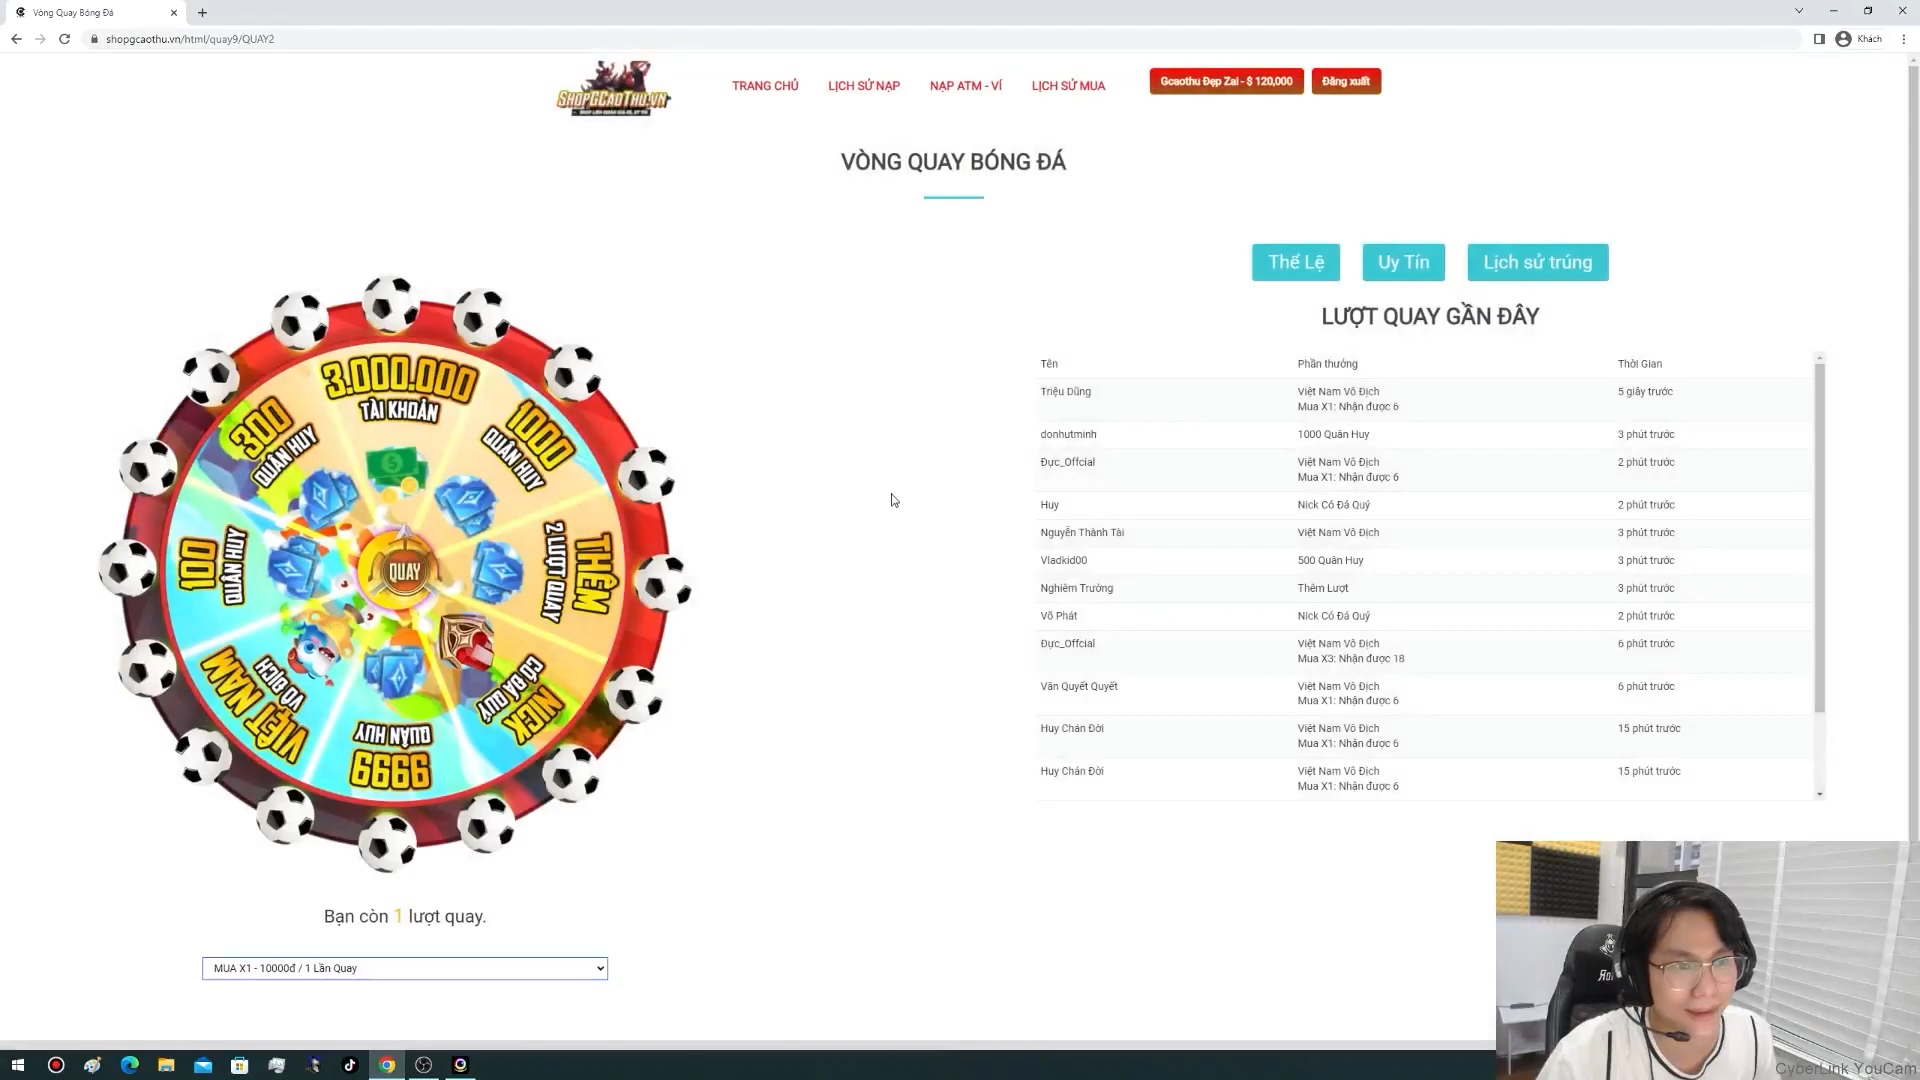 Vòng Quay Bóng Đá
shopgcaothu.vn/html/quay9/QUAY2
Khách
SHOPGCAOTHU.VN
TRANG CHỦ
LỊCH SỬ NẠP
NẠP ATM - VÍ
LỊCH SỬ MUA
Gcaothu Đẹp Zai - $ 120,000
Đăng xuất
VÒNG QUAY BÓNG ĐÁ
Thể Lệ
Uy Tín
Lịch sử trúng
LƯỢT QUAY GẦN ĐÂY
3.000.000
TÀI KHOẢN
1000
QUÂN HUY
THÊM
2 LƯỢT QUAY
NICK
CÓ ĐÁ QUÝ
9999
QUÂN HUY
VIỆT NAM
VÔ ĐỊCH
100
QUÂN HUY
300
QUÂN HUY
QUAY
Tên Phần thưởng Thời Gian
Triệu Dũng Việt Nam Vô Địch 5 giây trước
Mua X1: Nhận được 6
donhutminh 1000 Quân Huy 3 phút trước
Đực_Offcial Việt Nam Vô Địch 2 phút trước
Mua X1: Nhận được 6
Huy Nick Có Đá Quý 2 phút trước
Nguyễn Thành Tài Việt Nam Vô Địch 3 phút trước
Vladkid00 500 Quân Huy 3 phút trước
Nghiêm Trưởng Thêm Lượt 3 phút trước
Võ Phát Nick Có Đá Quý 2 phút trước
Đực_Offcial Việt Nam Vô Địch 6 phút trước
Mua X3: Nhận được 18
Văn Quyết Quyết Việt Nam Vô Địch 6 phút trước
Mua X1: Nhận được 6
Huy Chán Đời Việt Nam Vô Địch 15 phút trước
Mua X1: Nhận được 6
Huy Chán Đời Việt Nam Vô Địch 15 phút trước
Mua X1: Nhận được 6
Bạn còn 1 lượt quay.
MUA X1 - 10000đ / 1 Lần Quay
CyberLink YouCam